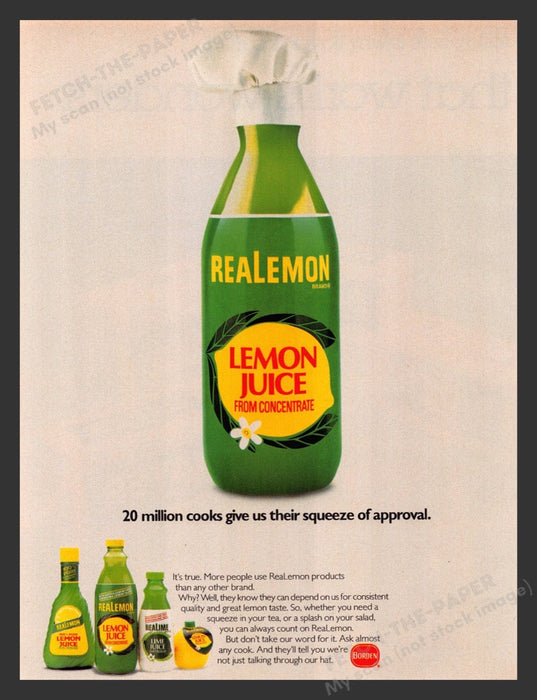 FETCH-THE-PAPER
My scan (not stock image)
REALEMON
BRAND
LEMON
JUICE
FROM CONCENTRATE
20 million cooks give us their squeeze of approval.
It's true. More people use ReaLemon products
than any other brand.
Why? Well, they know they can depend on us for consistent
quality and great lemon taste. So, whether you need a
squeeze in your tea, or a splash on your salad,
you can always count on ReaLemon.
But don't take our word for it. Ask almost
any cook. And they'll tell you we're
not just talking through our hat.
BORDEN
REALEMON
LEMON
JUICE
REALEMON
LEMON
JUICE
REALIME
LIME
JUICE
FETCH-THE-PAPER
My scan (not stock image)